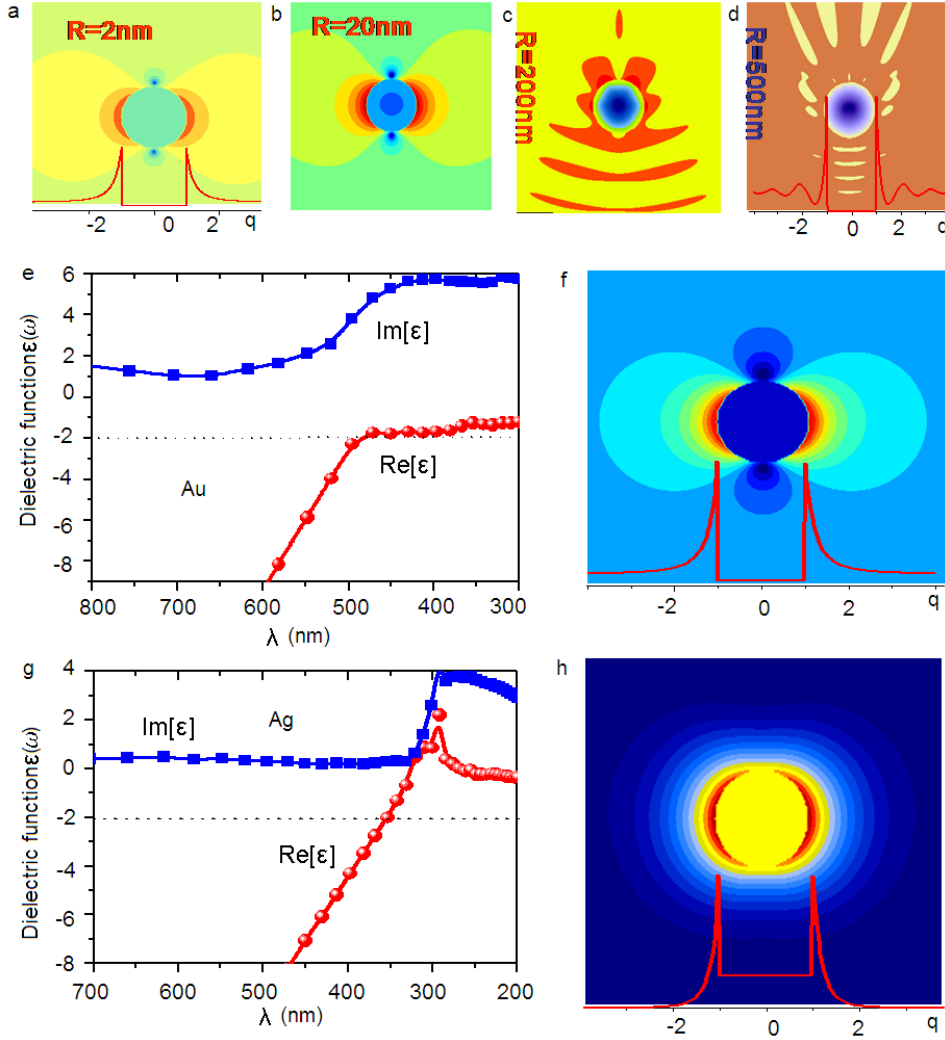 a
R=2nm
-2 0 2 q
b
R=20nm
c
R=200nm
d
R=500nm
-2 0 2 q
e
Dielectric functionε(ω)
6
4
2
0
-2
-4
-6
-8
Im[ε]
Re[ε]
Au
800 700 600 500 400 300
λ (nm)
f
-2 0 2 q
g
Dielectric functionε(ω)
4
2
0
-2
-4
-6
-8
Im[ε]
Ag
Re[ε]
700 600 500 400 300 200
λ (nm)
h
-2 0 2 q